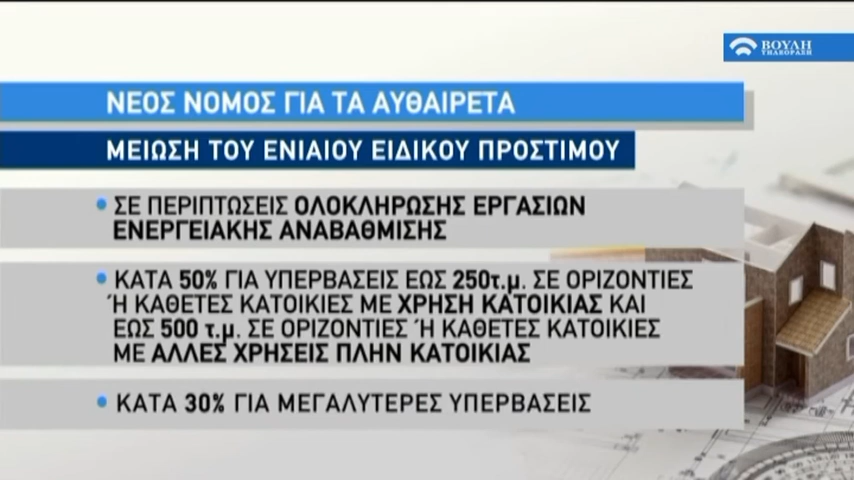 ΒΟΥΛΗ
ΤΗΛΕΟΡΑΣΗ
ΝΕΟΣ ΝΟΜΟΣ ΓΙΑ ΤΑ ΑΥΘΑΙΡΕΤΑ
ΜΕΙΩΣΗ ΤΟΥ ΕΝΙΑΙΟΥ ΕΙΔΙΚΟΥ ΠΡΟΣΤΙΜΟΥ
• ΣΕ ΠΕΡΙΠΤΩΣΕΙΣ ΟΛΟΚΛΗΡΩΣΗΣ ΕΡΓΑΣΙΩΝ
ΕΝΕΡΓΕΙΑΚΗΣ ΑΝΑΒΑΘΜΙΣΗΣ
• ΚΑΤΑ 50% ΓΙΑ ΥΠΕΡΒΑΣΕΙΣ ΕΩΣ 250τ.μ. ΣΕ ΟΡΙΖΟΝΤΙΕΣ
Ή ΚΑΘΕΤΕΣ ΚΑΤΟΙΚΙΕΣ ΜΕ ΧΡΗΣΗ ΚΑΤΟΙΚΙΑΣ ΚΑΙ
ΕΩΣ 500 τ.μ. ΣΕ ΟΡΙΖΟΝΤΙΕΣ Ή ΚΑΘΕΤΕΣ ΚΑΤΟΙΚΙΕΣ
ΜΕ ΑΛΛΕΣ ΧΡΗΣΕΙΣ ΠΛΗΝ ΚΑΤΟΙΚΙΑΣ
• ΚΑΤΑ 30% ΓΙΑ ΜΕΓΑΛΥΤΕΡΕΣ ΥΠΕΡΒΑΣΕΙΣ